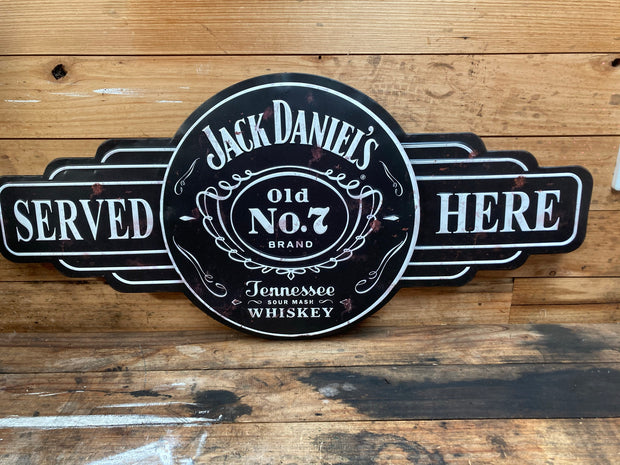 JACK DANIEL'S
SERVED
Old
No.7
BRAND
HERE
Tennessee
SOUR MASH
WHISKEY